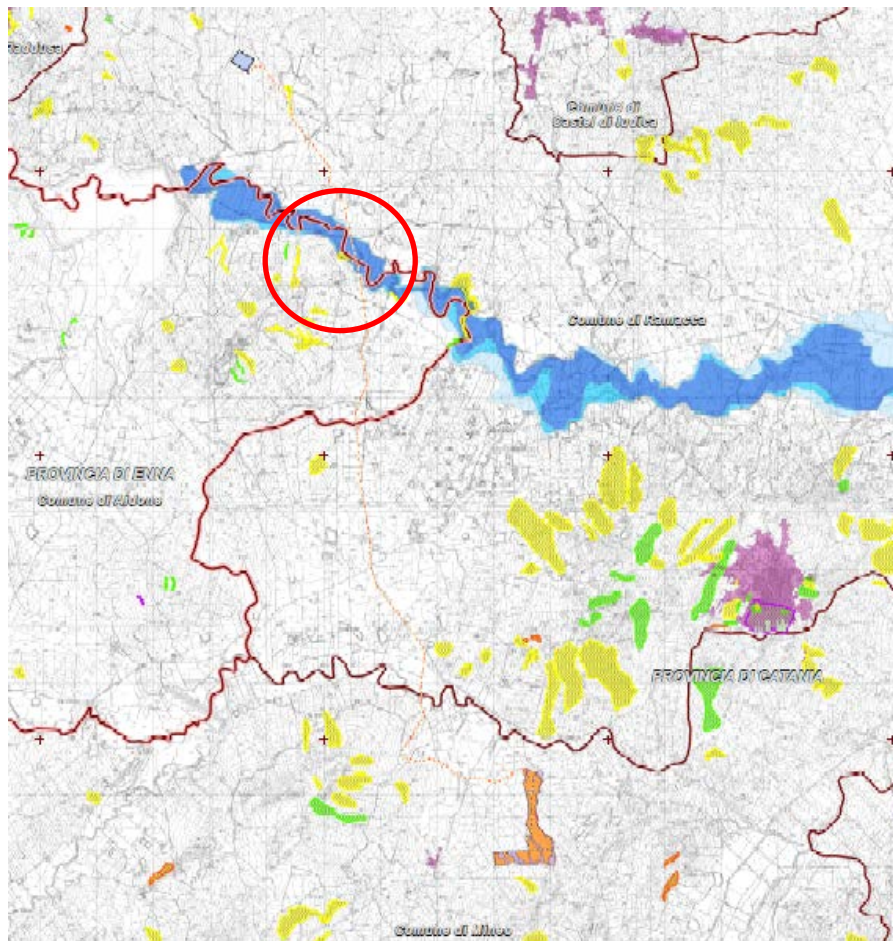 Raddusa
Comune di
Castel di Iudica
Comune di Ramacca
PROVINCIA DI ENNA
Comune di Aidone
PROVINCIA DI CATANIA
Comune di Mineo